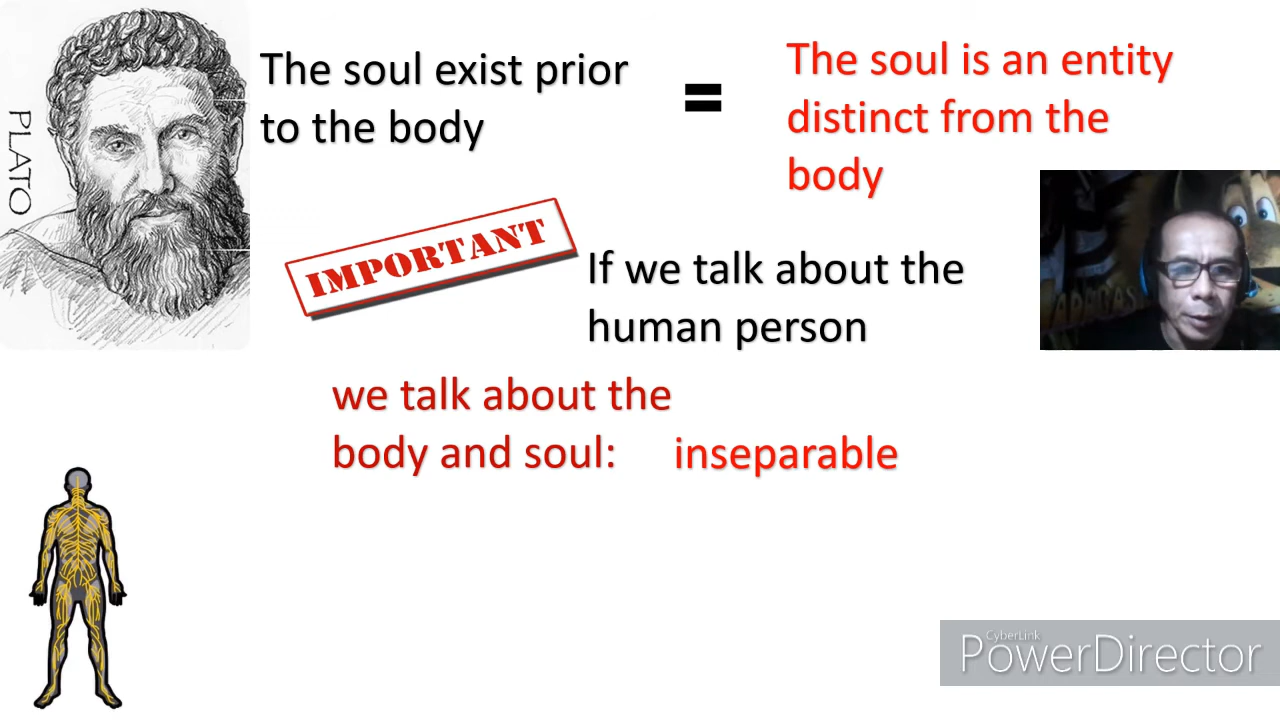 PLATO
The soul exist prior
to the body
=
The soul is an entity
distinct from the
body
IMPORTANT
If we talk about the
human person
we talk about the
body and soul: inseparable
CyberLink
PowerDirector